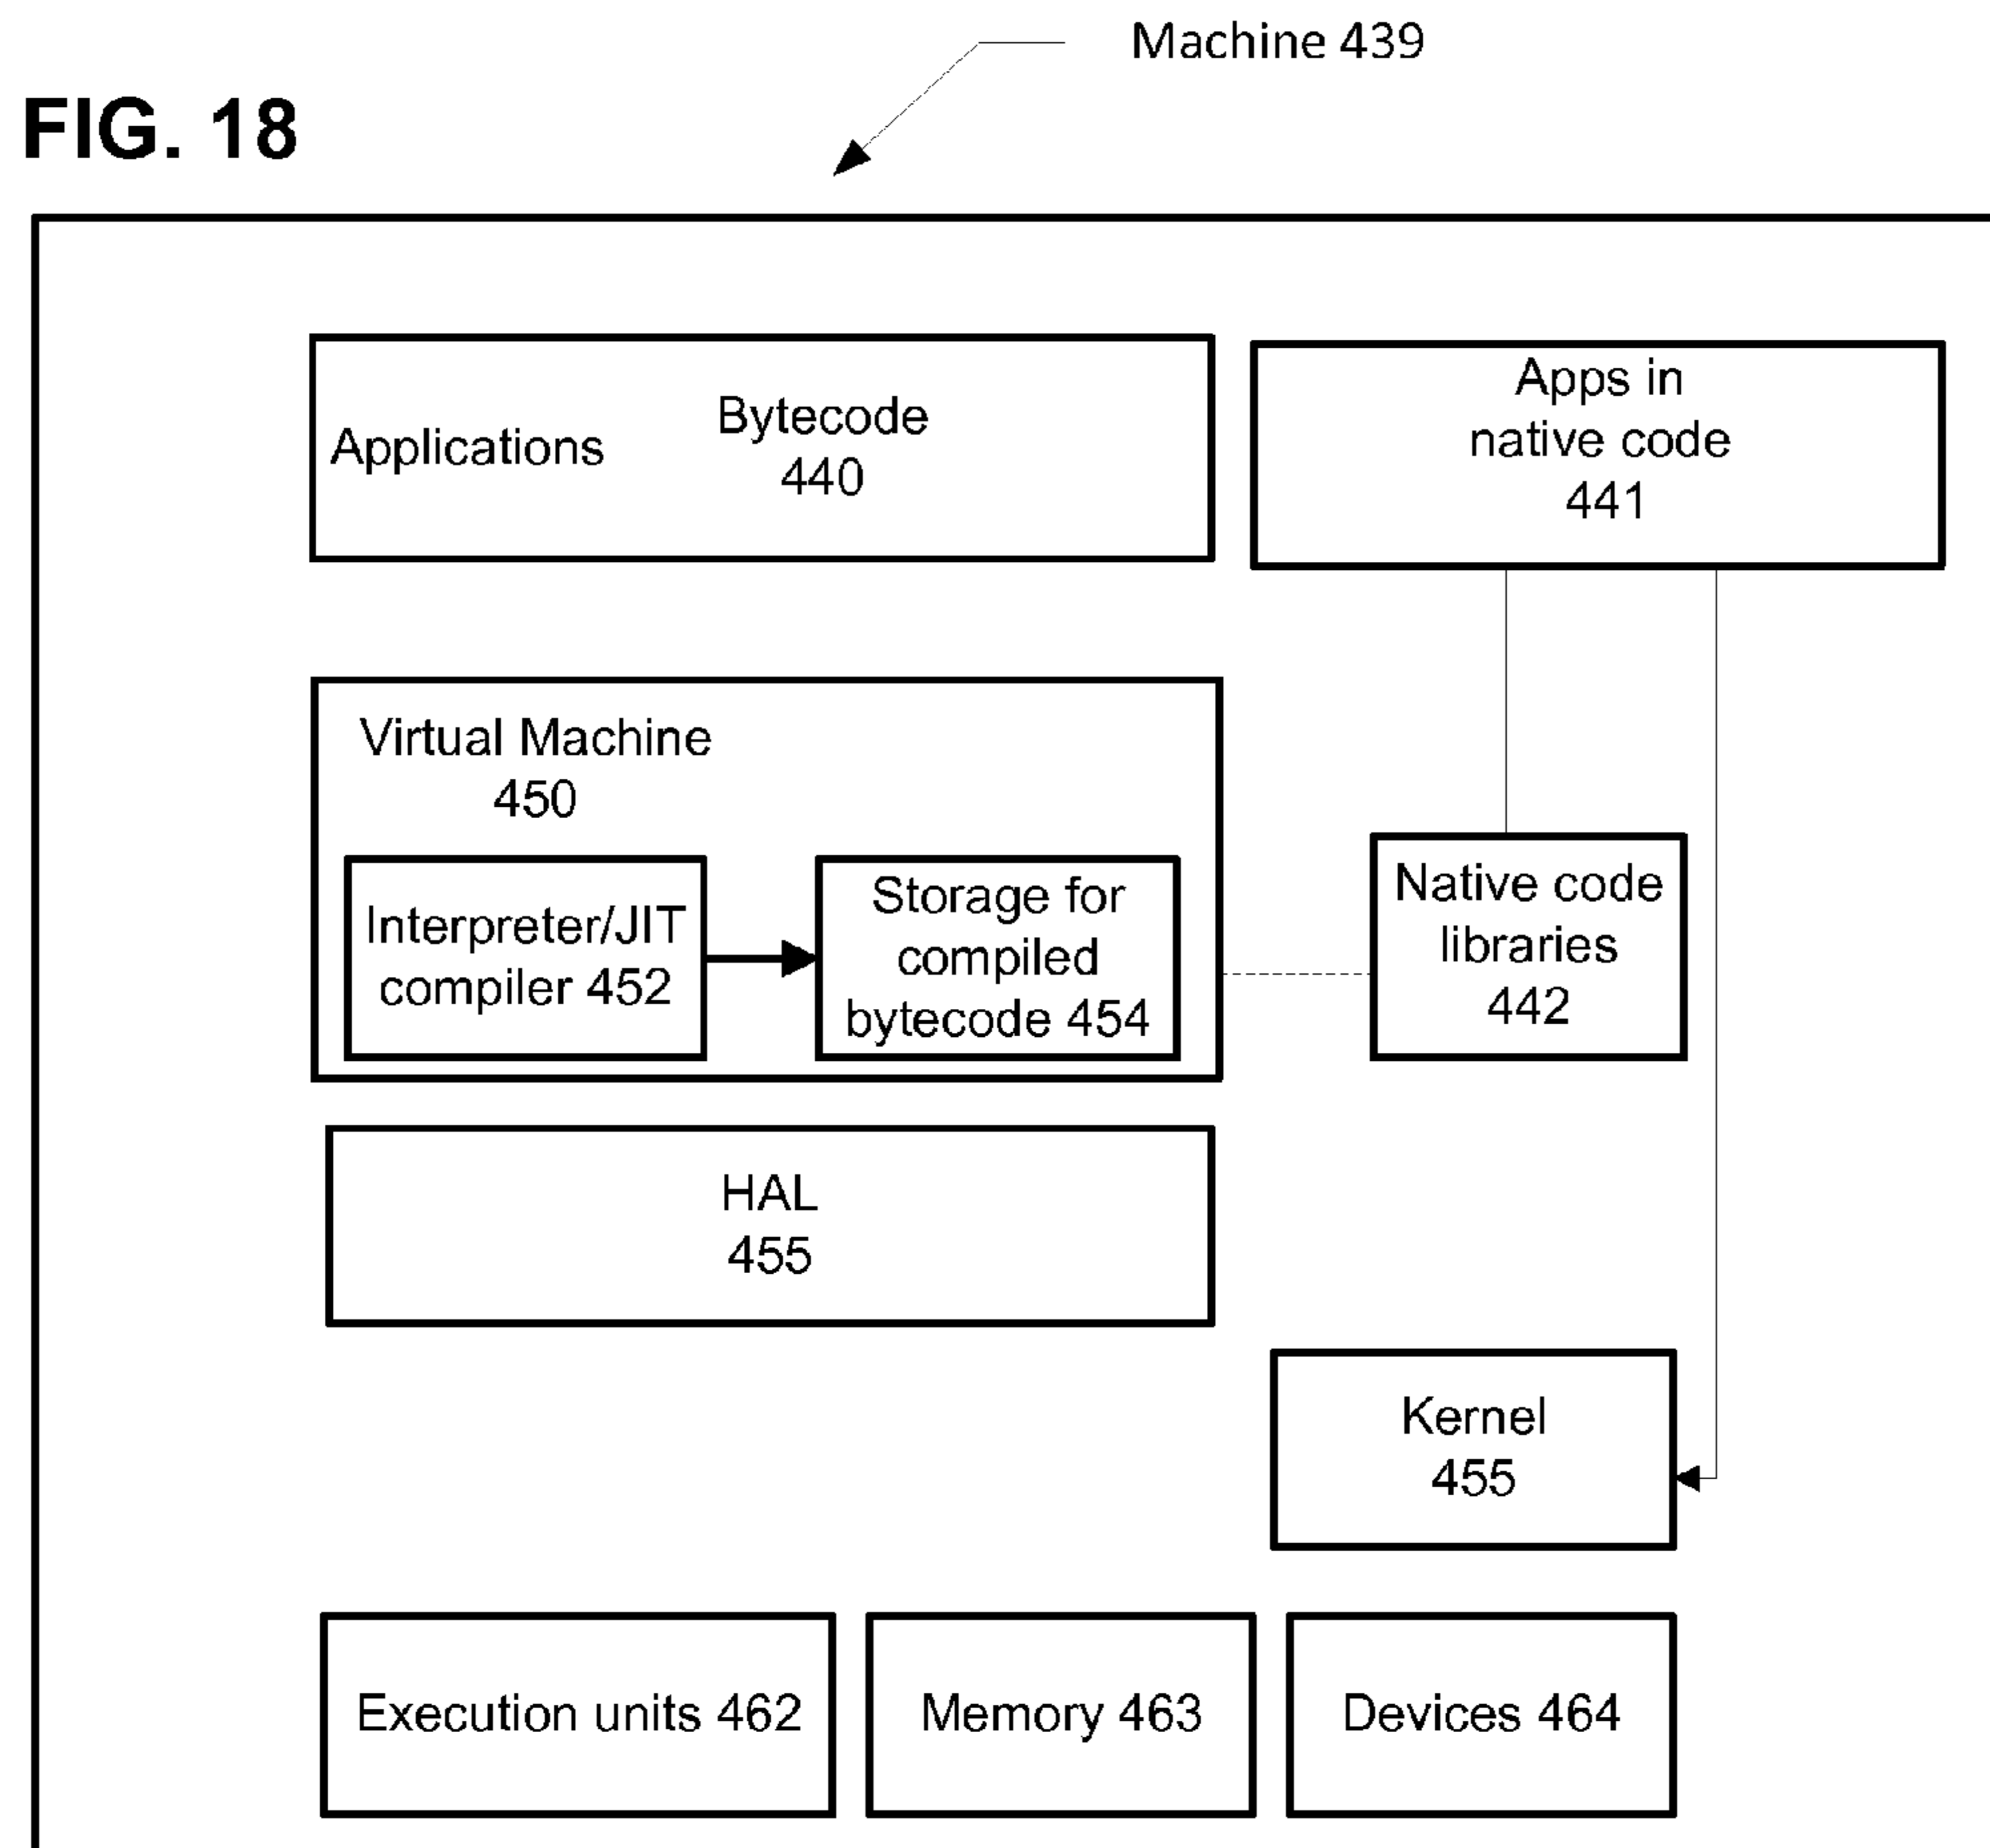 Machine 439
FIG. 18
Applications
Bytecode
440
Apps in
native code
441
Virtual Machine
450
Interpreter/JIT
compiler 452
Storage for
compiled
bytecode 454
Native code
libraries
442
HAL
455
Kernel
455
Execution units 462
Memory 463
Devices 464